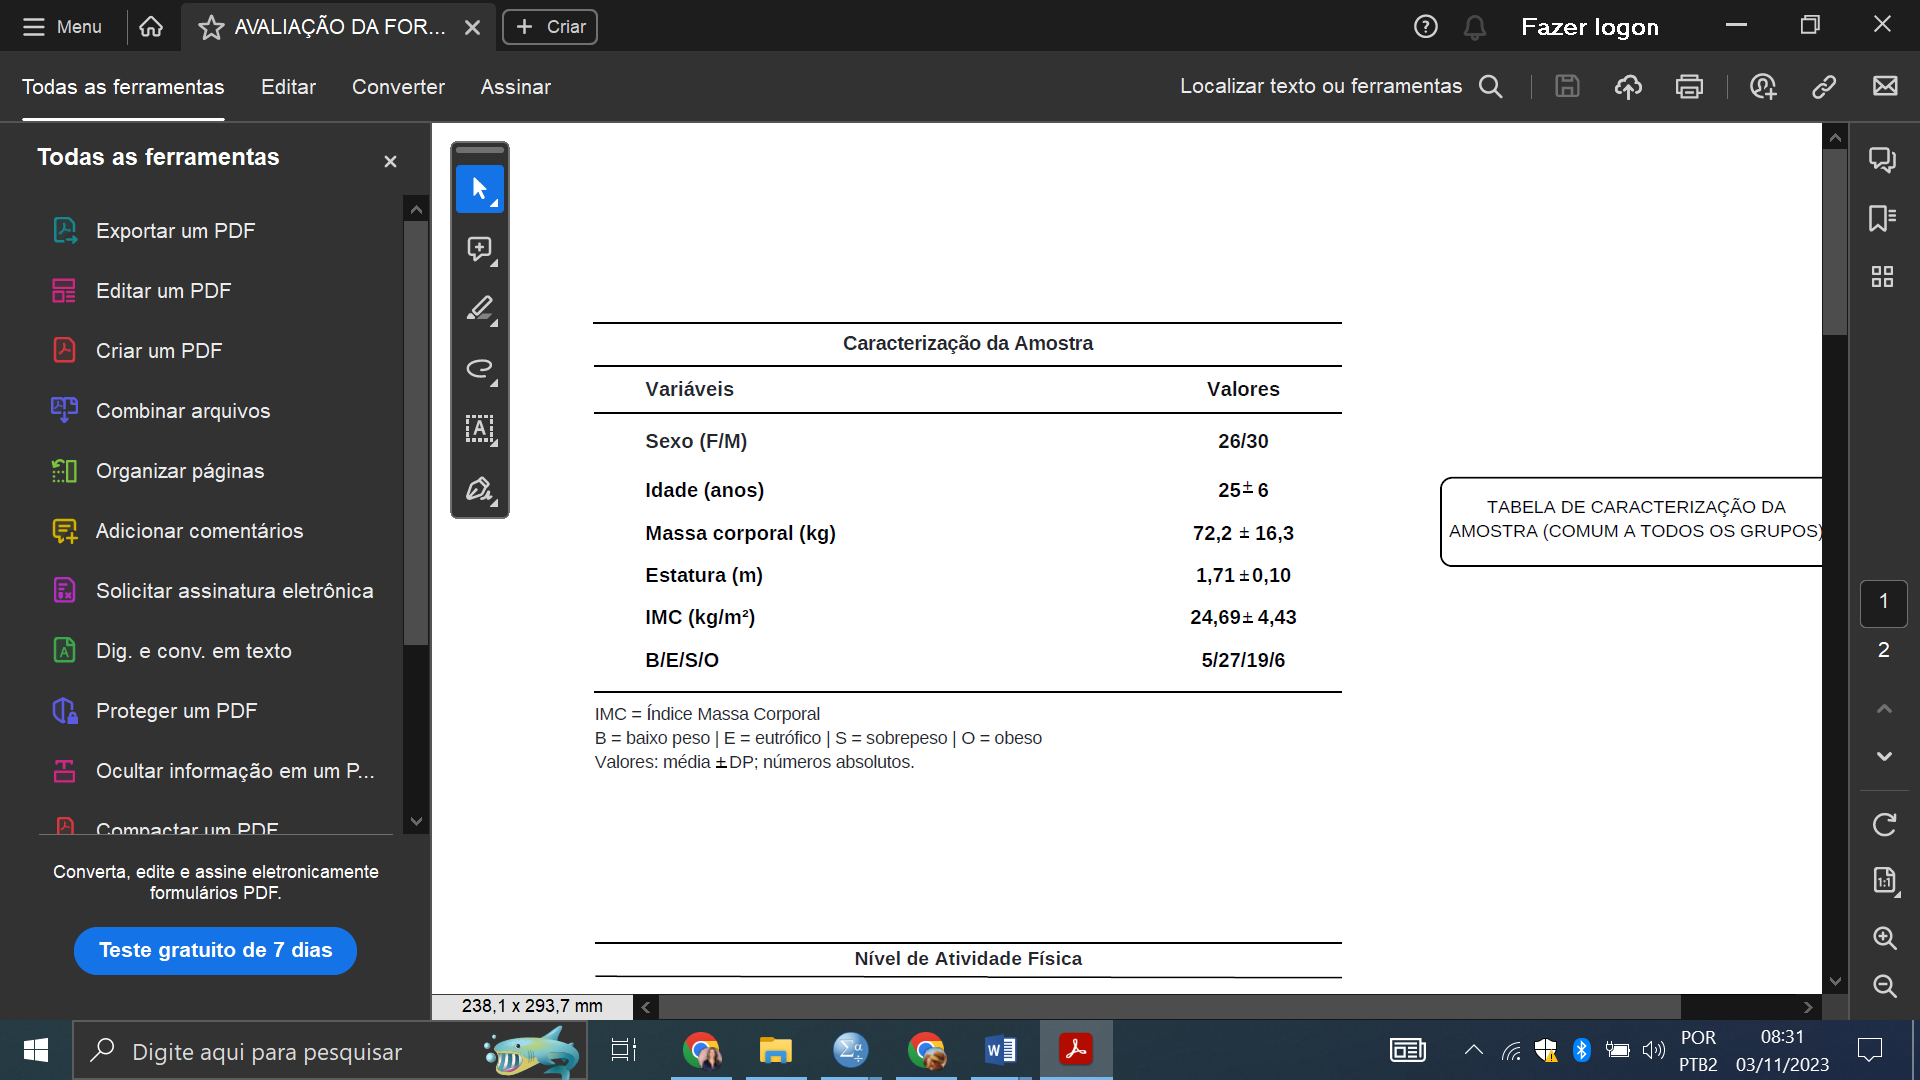 Menu
AVALIAÇÃO DA FOR...
Criar
Fazer logon
Todas as ferramentas
Editar
Converter
Assinar
Localizar texto ou ferramentas
Todas as ferramentas
Exportar um PDF
Editar um PDF
Criar um PDF
Combinar arquivos
Organizar páginas
Adicionar comentários
Solicitar assinatura eletrônica
Dig. e conv. em texto
Proteger um PDF
Ocultar informação em um P...
Compactar um PDF
Converta, edite e assine eletronicamente
formulários PDF.
Teste gratuito de 7 dias
Caracterização da Amostra
Variáveis Valores
Sexo (F/M) 26/30
Idade (anos) 25 ± 6
Massa corporal (kg) 72,2 ± 16,3
Estatura (m) 1,71 ± 0,10
IMC (kg/m²) 24,69 ± 4,43
B/E/S/O 5/27/19/6
IMC = Índice Massa Corporal
B = baixo peso | E = eutrófico | S = sobrepeso | O = obeso
Valores: média ± DP; números absolutos.
TABELA DE CARACTERIZAÇÃO DA
AMOSTRA (COMUM A TODOS OS GRUPOS)
Nível de Atividade Física
238,1 x 293,7 mm
1
2
1:1
Digite aqui para pesquisar
POR
PTB2
08:31
03/11/2023